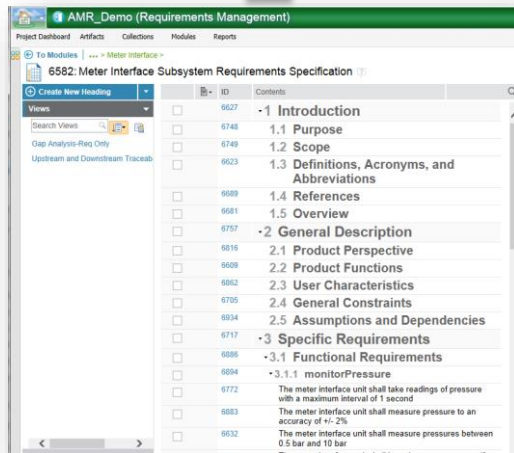 AMR_Demo (Requirements Management)
Project Dashboard Artifacts Collections Modules Reports
To Modules | ... > Meter Interface >
6582: Meter Interface Subsystem Requirements Specification
Create New Heading
ID Contents
Views
Search Views
Gap Analysis-Req Only
Upstream and Downstream Traceab
6627 1 Introduction
6748 1.1 Purpose
6749 1.2 Scope
6623 1.3 Definitions, Acronyms, and
Abbreviations
6689 1.4 References
6681 1.5 Overview
6757 2 General Description
6816 2.1 Product Perspective
6609 2.2 Product Functions
6862 2.3 User Characteristics
6705 2.4 General Constraints
6934 2.5 Assumptions and Dependencies
6717 3 Specific Requirements
6886 3.1 Functional Requirements
6894 3.1.1 monitorPressure
6772 The meter interface unit shall take readings of pressure
with a maximum interval of 1 second
6883 The meter interface unit shall measure pressure to an
accuracy of +/- 2%
6632 The meter interface unit shall measure pressures between
0.5 bar and 10 bar